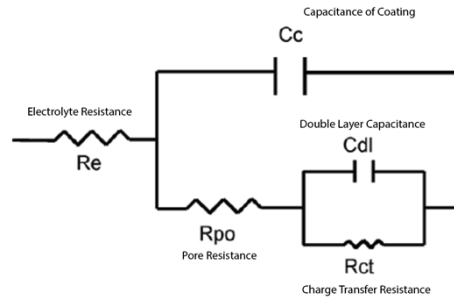 Capacitance of Coating
Cc
Electrolyte Resistance
Re
Double Layer Capacitance
Cdl
Rpo
Pore Resistance
Rct
Charge Transfer Resistance